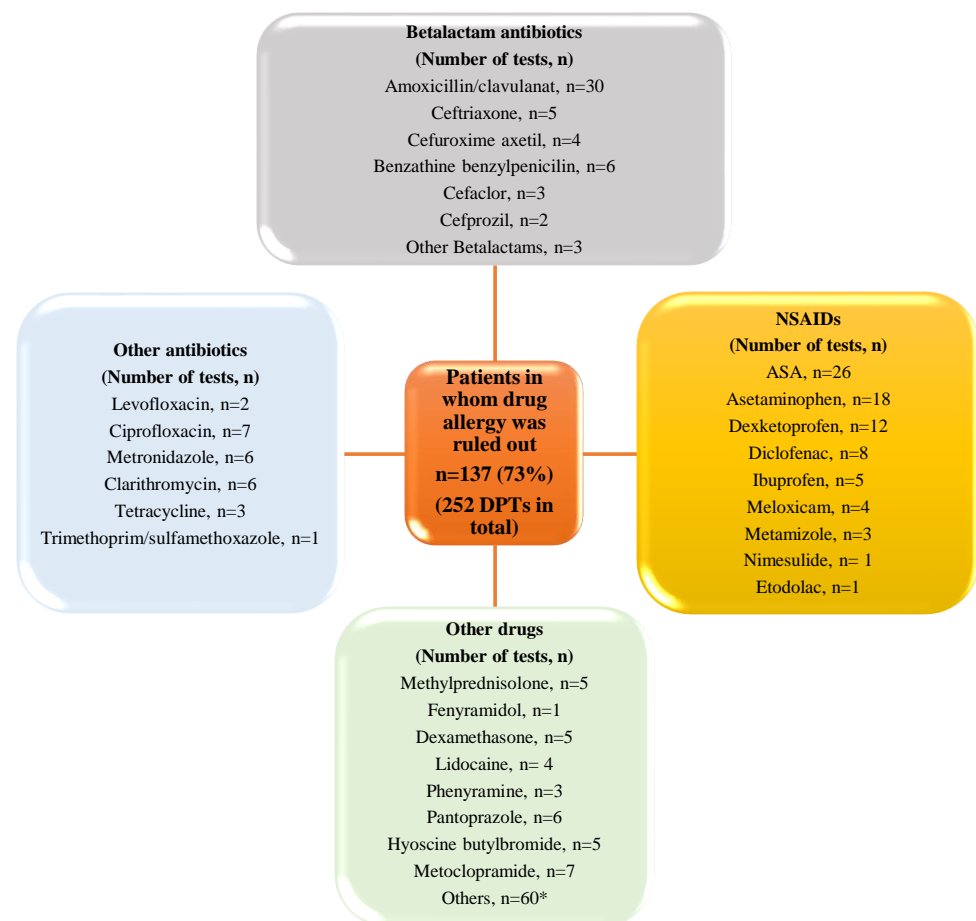 Betalactam antibiotics
(Number of tests, n)
Amoxicillin/clavulanat, n=30
Ceftriaxone, n=5
Cefuroxime axetil, n=4
Benzathine benzylpenicilin, n=6
Cefaclor, n=3
Cefprozil, n=2
Other Betalactams, n=3
Other antibiotics
(Number of tests, n)
Levofloxacin, n=2
Ciprofloxacin, n=7
Metronidazole, n=6
Clarithromycin, n=6
Tetracycline, n=3
Trimethoprim/sulfamethoxazole, n=1
Patients in
whom drug
allergy was
ruled out
n=137 (73%)
(252 DPTs in
total)
NSAIDs
(Number of tests, n)
ASA, n=26
Asetaminophen, n=18
Dexketoprofen, n=12
Diclofenac, n=8
Ibuprofen, n=5
Meloxicam, n=4
Metamizole, n=3
Nimesulide, n= 1
Etodolac, n=1
Other drugs
(Number of tests, n)
Methylprednisolone, n=5
Fenyramidol, n=1
Dexamethasone, n=5
Lidocaine, n= 4
Phenyramine, n=3
Pantoprazole, n=6
Hyoscine butylbromide, n=5
Metoclopramide, n=7
Others, n=60*